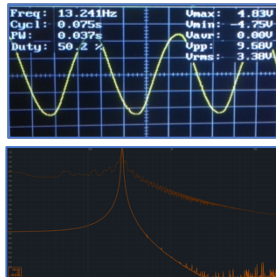 Freq: 13.241Hz
Cycl: 0.075s
PW: 0.037s
Duty: 50.2 %
Vmax: 4.83V
Vmin: -4.75V
Vavr: 0.00V
Vpp: 9.58V
Vrms: 3.38V